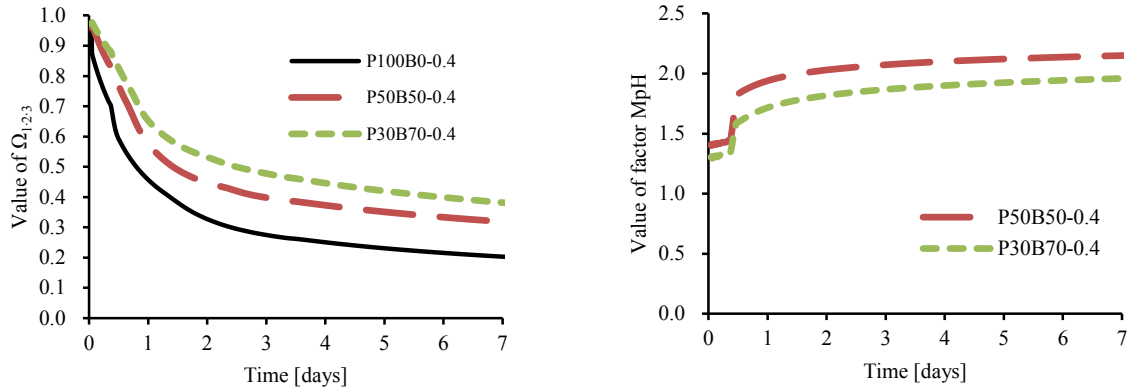 Value of Ω1-2-3
1.0
0.9
0.8
0.7
0.6
0.5
0.4
0.3
0.2
0.1
0.0
0 1 2 3 4 5 6 7
Time [days]
P100B0-0.4
P50B50-0.4
P30B70-0.4
Value of factor MpH
2.5
2.0
1.5
1.0
0.5
0.0
0 1 2 3 4 5 6 7
Time [days]
P50B50-0.4
P30B70-0.4